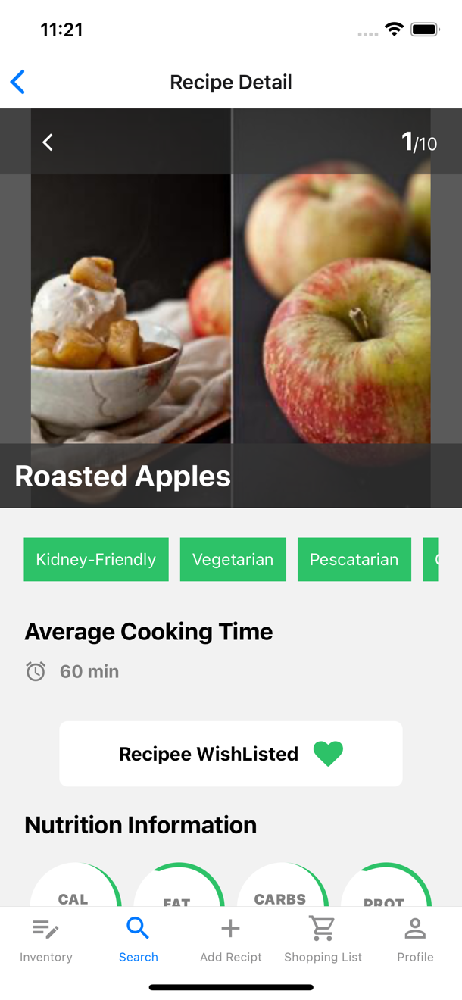 11:21
Recipe Detail
1/10
Roasted Apples
Kidney-Friendly Vegetarian Pescatarian
Average Cooking Time
60 min
Recipee WishListed
Nutrition Information
CAL FAT CARBS PROT
Inventory Search Add Recipt Shopping List Profile